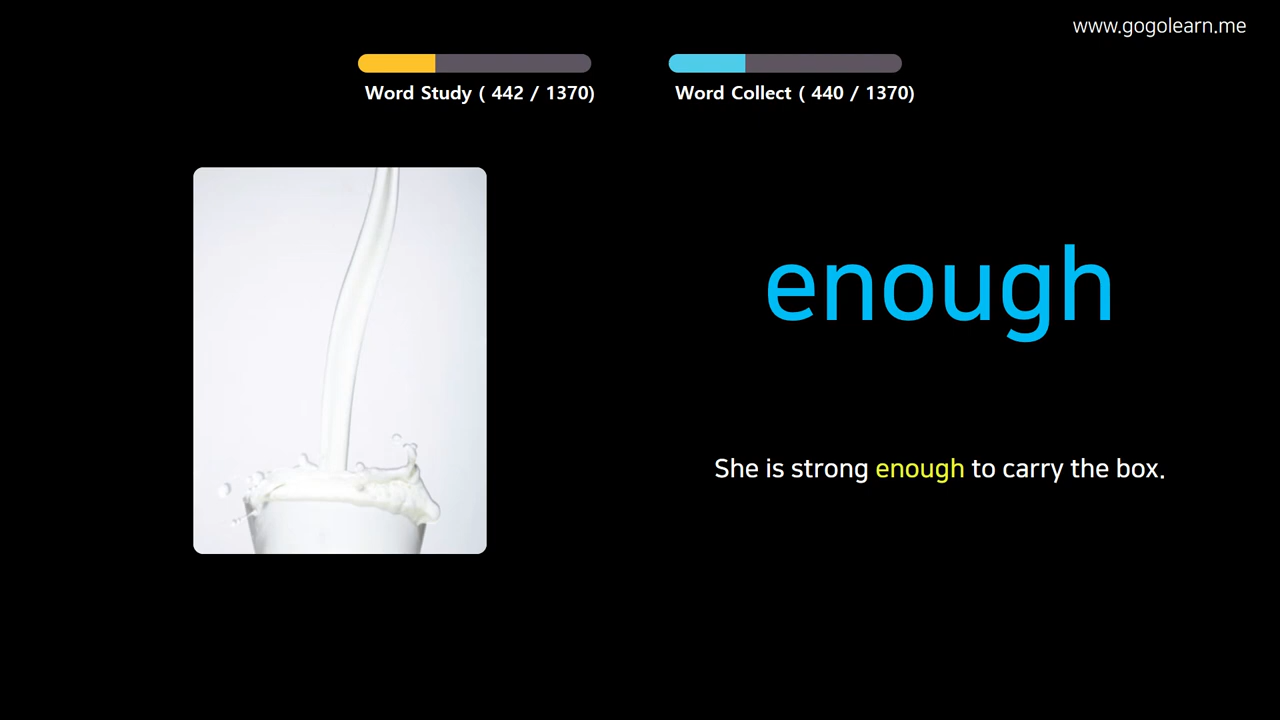 www.gogolearn.me
Word Study ( 442 / 1370)
Word Collect ( 440 / 1370)
enough
She is strong enough to carry the box.